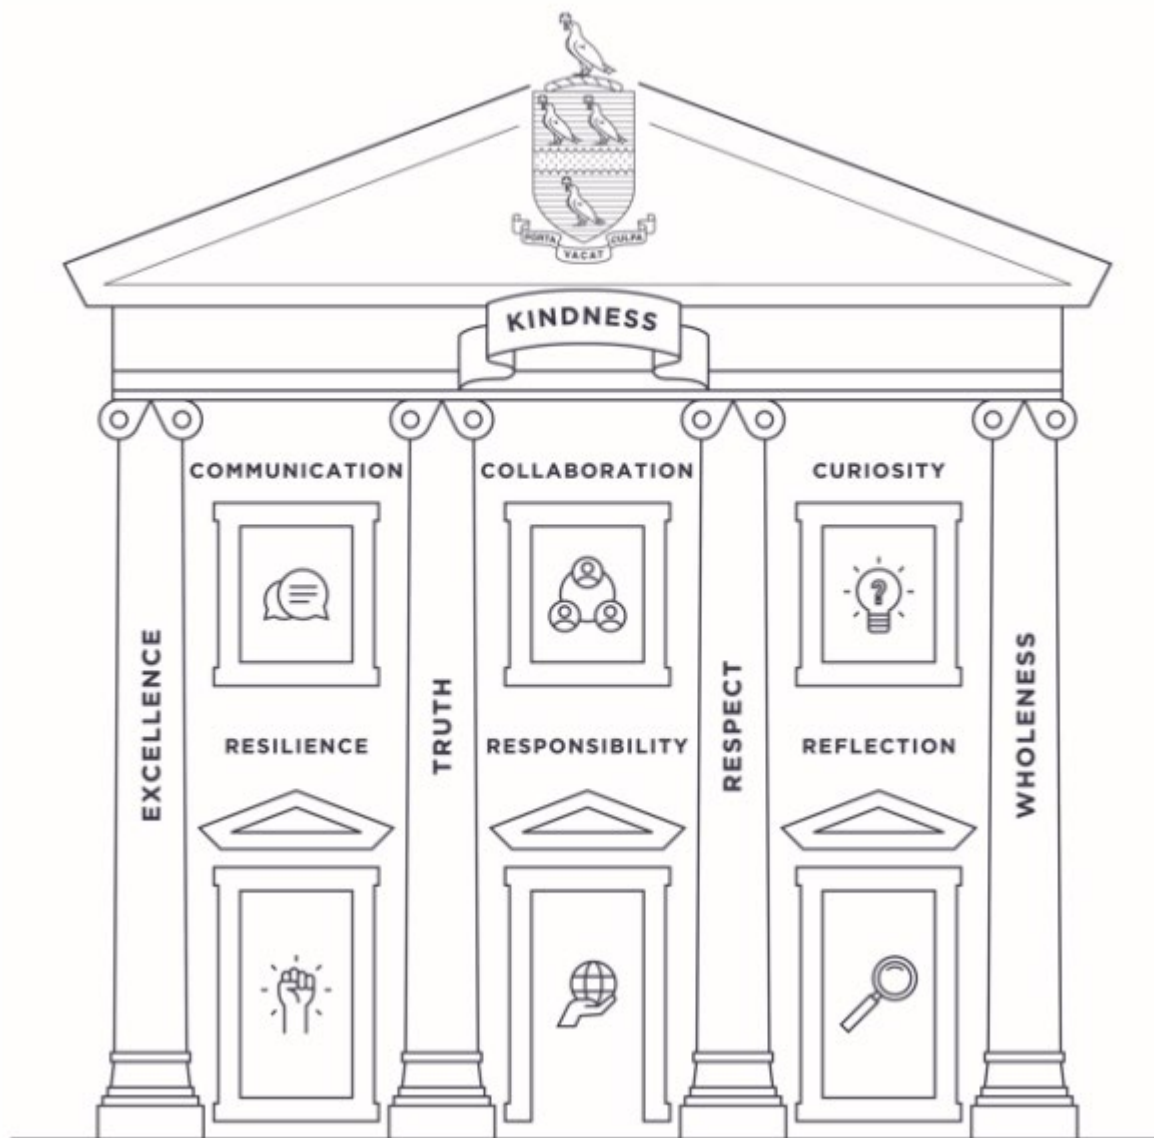 PORTA VACAT CULPA
KINDNESS
COMMUNICATION
COLLABORATION
CURIOSITY
EXCELLENCE
TRUTH
RESPECT
WHOLENESS
RESILIENCE
RESPONSIBILITY
REFLECTION
?